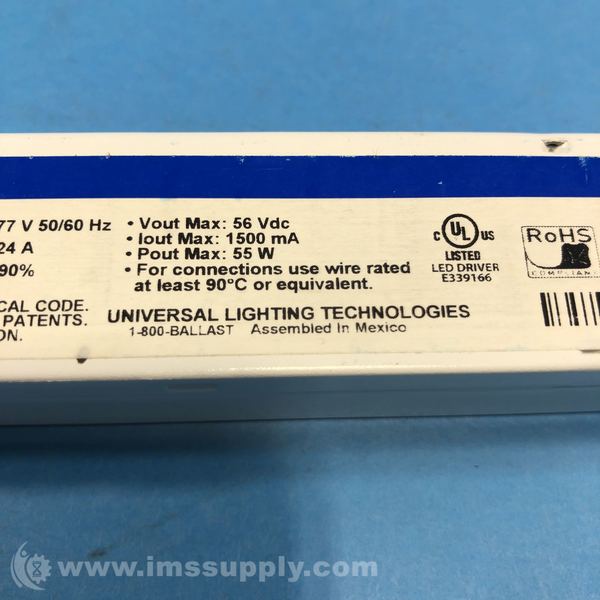 77 V 50/60 Hz
24 A
90%
CAL CODE.
PATENTS.
ON.
• Vout Max: 56 Vdc
• Iout Max: 1500 mA
• Pout Max: 55 W
• For connections use wire rated
at least 90°C or equivalent.
UNIVERSAL LIGHTING TECHNOLOGIES
1-800-BALLAST Assembled In Mexico
C UL US
LISTED
LED DRIVER
E339166
RoHS
COMPLIANT
www.imssupply.com